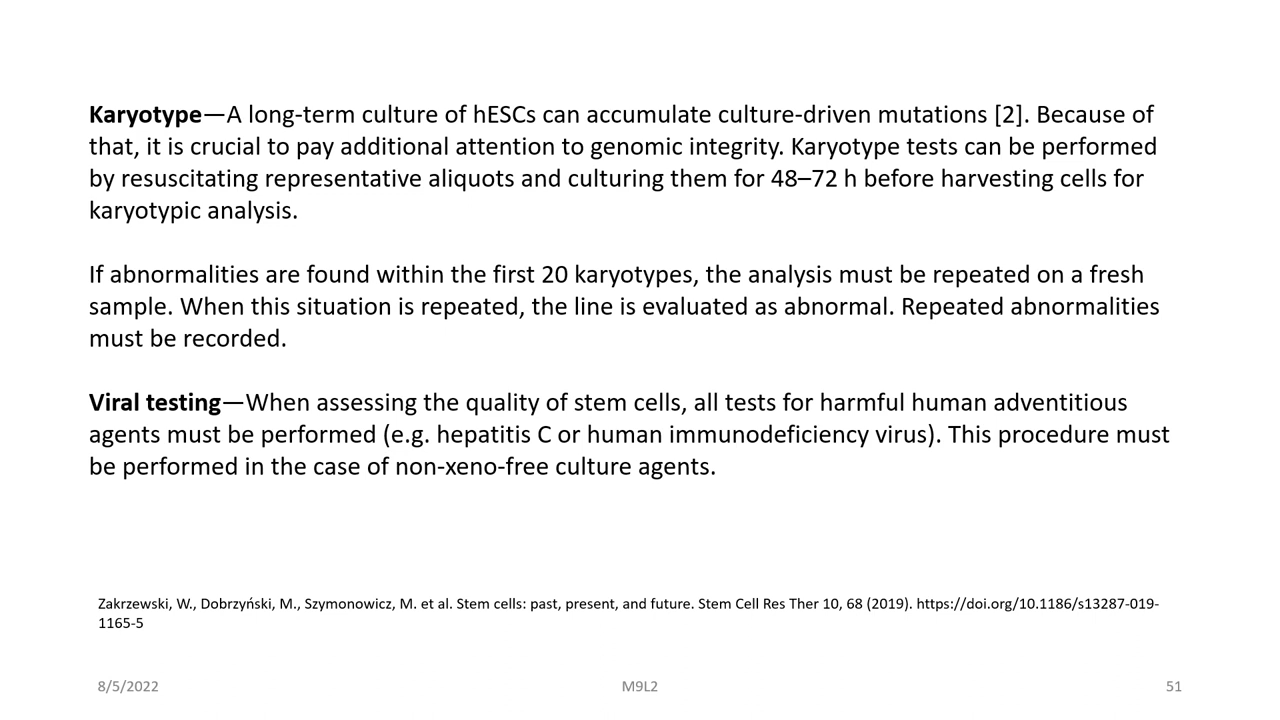 Karyotype—A long-term culture of hESCs can accumulate culture-driven mutations [2]. Because of
that, it is crucial to pay additional attention to genomic integrity. Karyotype tests can be performed
by resuscitating representative aliquots and culturing them for 48–72 h before harvesting cells for
karyotypic analysis.
If abnormalities are found within the first 20 karyotypes, the analysis must be repeated on a fresh
sample. When this situation is repeated, the line is evaluated as abnormal. Repeated abnormalities
must be recorded.
Viral testing—When assessing the quality of stem cells, all tests for harmful human adventitious
agents must be performed (e.g. hepatitis C or human immunodeficiency virus). This procedure must
be performed in the case of non-xeno-free culture agents.
Zakrzewski, W., Dobrzyński, M., Szymonowicz, M. et al. Stem cells: past, present, and future. Stem Cell Res Ther 10, 68 (2019). https://doi.org/10.1186/s13287-019-
1165-5
8/5/2022 M9L2 51